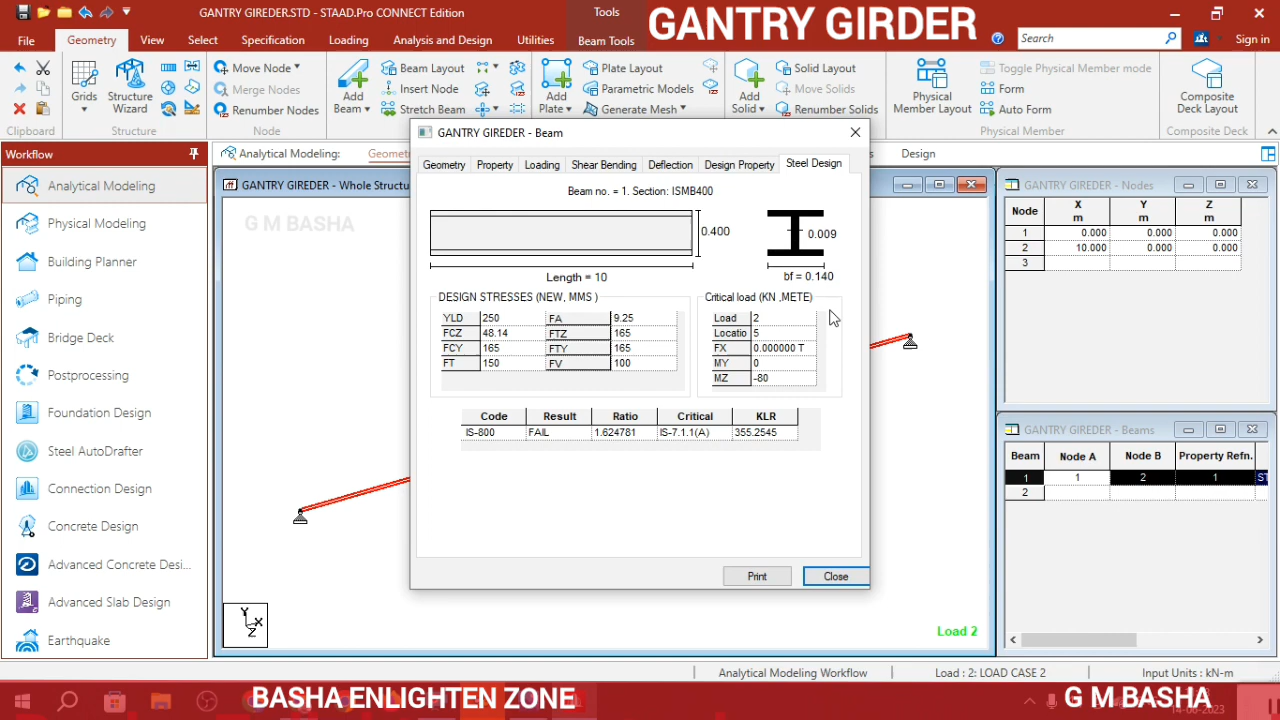 GANTRY GIREDER.STD - STAAD.Pro CONNECT Edition
Tools
GANTRY GIRDER
File
Geometry
View
Select
Specification
Loading
Analysis and Design
Utilities
Beam Tools
Search
Sign in
Grids
Structure
Wizard
Move Node
Merge Nodes
Renumber Nodes
Add
Beam
Beam Layout
Insert Node
Stretch Beam
Add
Plate
Plate Layout
Parametric Models
Generate Mesh
Add
Solid
Solid Layout
Move Solids
Renumber Solids
Physical
Member Layout
Toggle Physical Member mode
Form
Auto Form
Composite
Deck Layout
Clipboard
Structure
Node
Physical Member
Composite Deck
Workflow
Analytical Modeling
Physical Modeling
Building Planner
Piping
Bridge Deck
Postprocessing
Foundation Design
Steel AutoDrafter
Connection Design
Concrete Design
Advanced Concrete Desi...
Advanced Slab Design
Earthquake
Analytical Modeling:
Design
GANTRY GIREDER - Whole Structu
G M BASHA
GANTRY GIREDER - Beam
Geometry Property Loading Shear Bending Deflection Design Property Steel Design
Beam no. = 1. Section: ISMB400
0.400
0.009
Length = 10
bf = 0.140
DESIGN STRESSES (NEW, MMS )
YLD 250 FA 9.25
FCZ 48.14 FTZ 165
FCY 165 FTY 165
FT 150 FV 100
Critical load (KN ,METE)
Load 2
Locatio 5
FX 0.000000 T
MY 0
MZ -80
Code Result Ratio Critical KLR
IS-800 FAIL 1.624781 IS-7.1.1(A) 355.2545
Print
Close
Y
X
Z
Load 2
GANTRY GIREDER - Nodes
Node X m Y m Z m
1 0.000 0.000 0.000
2 10.000 0.000 0.000
3
GANTRY GIREDER - Beams
Beam Node A Node B Property Refn.
1 1 2 1
2
Analytical Modeling Workflow
Load : 2: LOAD CASE 2
Input Units : kN-m
BASHA ENLIGHTEN ZONE
G M BASHA